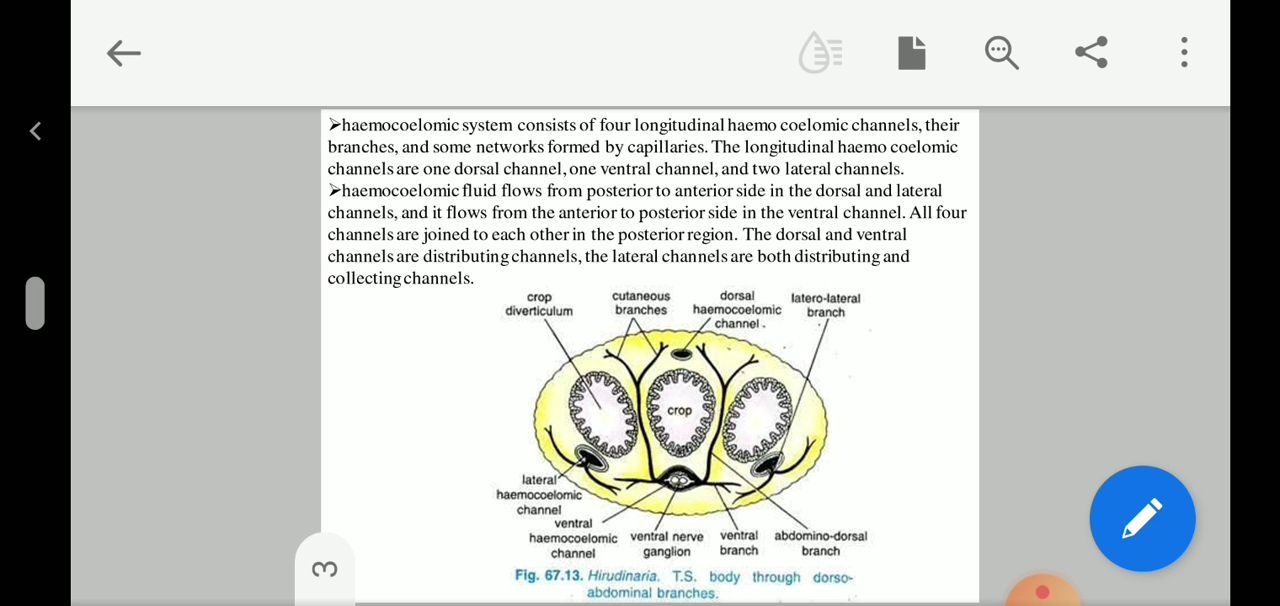 ➢haemocoelomic system consists of four longitudinal haemo coelomic channels, their
branches, and some networks formed by capillaries. The longitudinal haemo coelomic
channels are one dorsal channel, one ventral channel, and two lateral channels.
➢haemocoelomic fluid flows from posterior to anterior side in the dorsal and lateral
channels, and it flows from the anterior to posterior side in the ventral channel. All four
channels are joined to each other in the posterior region. The dorsal and ventral
channels are distributing channels, the lateral channels are both distributing and
collecting channels.
crop
diverticulum
cutaneous
branches
dorsal
haemocoelomic
channel.
latero-lateral
branch
crop
lateral
haemocoelomic
channel
ventral
haemocoelomic
channel
ventral nerve
ganglion
ventral
branch
abdomino-dorsal
branch
Fig. 67.13. Hirudinaria. T.S. body through dorso-
abdominal branches.
3